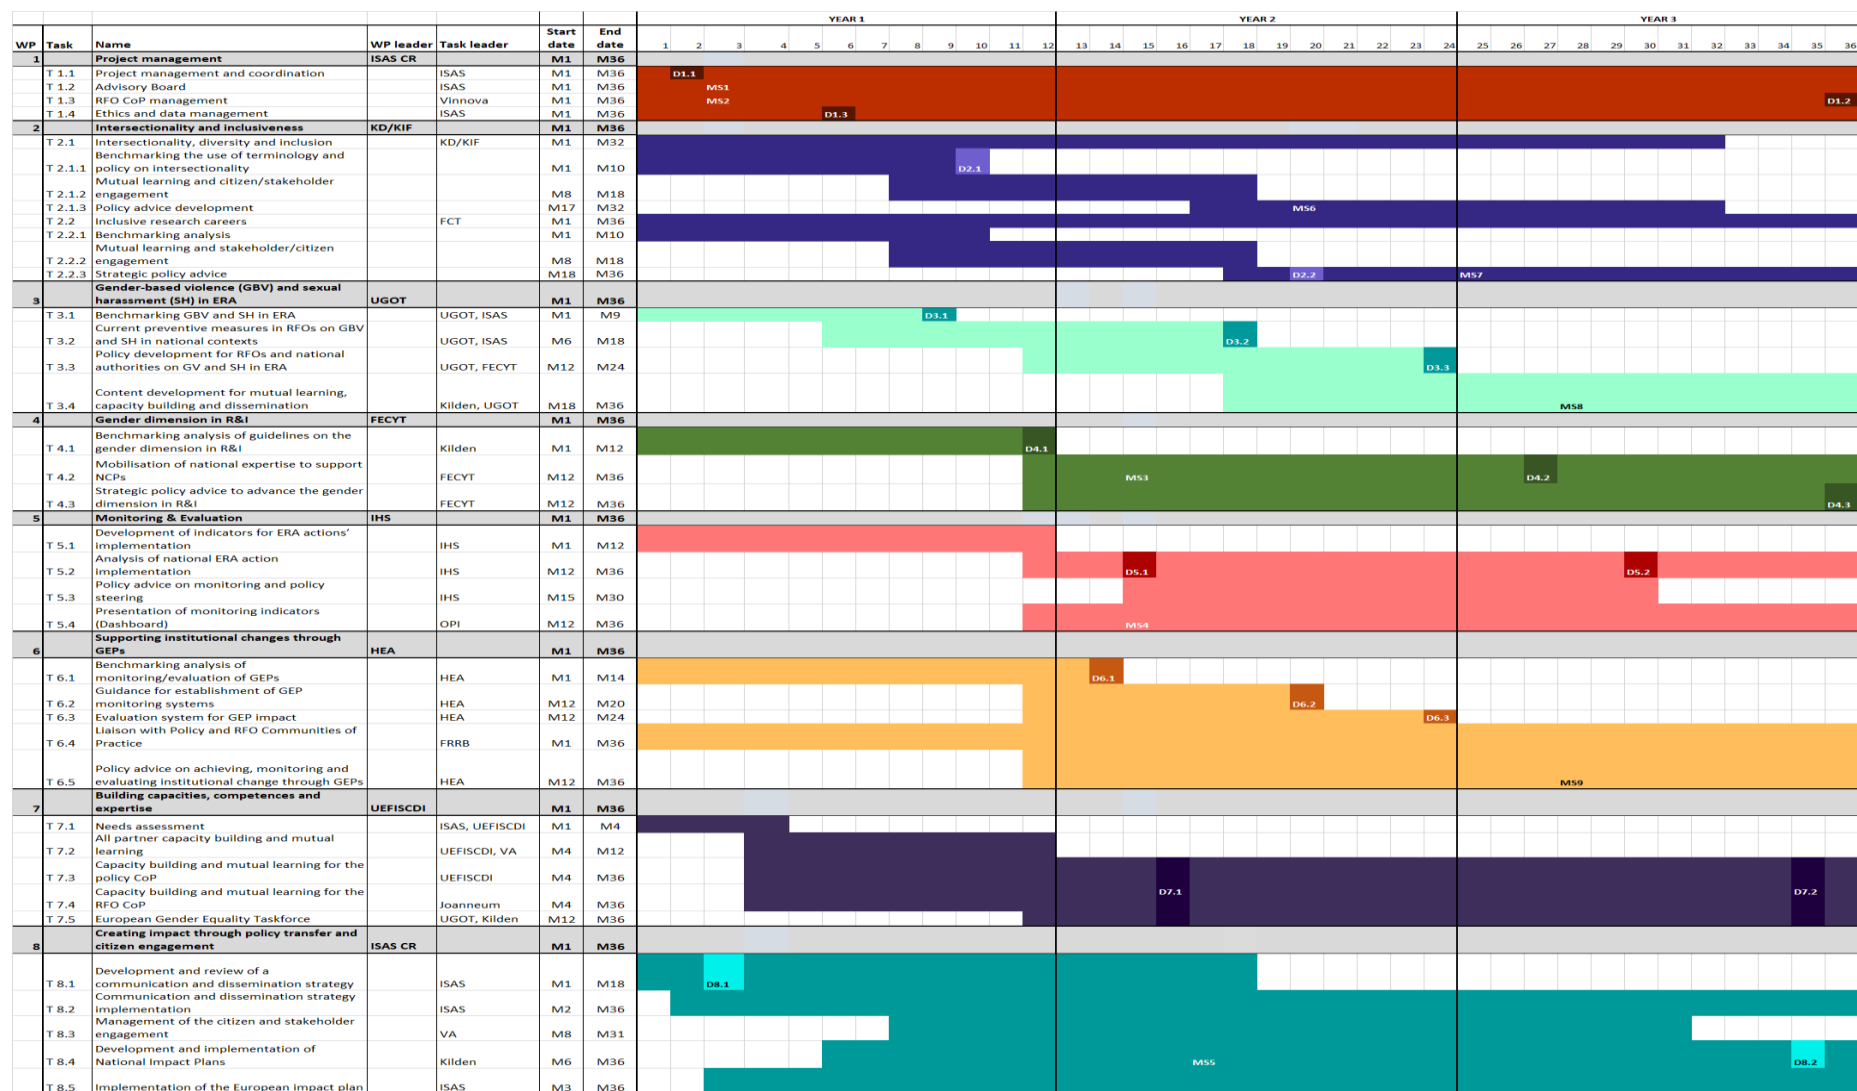 YEAR 1 YEAR 2 YEAR 3
Start End
WP Task Name WP leader Task leader date date 1 2 3 4 5 6 7 8 9 10 11 12 13 14 15 16 17 18 19 20 21 22 23 24 25 26 27 28 29 30 31 32 33 34 35 36
1 Project management ISAS CR M1 M36
T 1.1 Project management and coordination ISAS M1 M36 D1.1
T 1.2 Advisory Board ISAS M1 M36 MS1
T 1.3 RFO CoP management Vinnova M1 M36 MS2 D1.2
T 1.4 Ethics and data management ISAS M1 M36 D1.3
2 Intersectionality and inclusiveness KD/KIF M1 M36
T 2.1 Intersectionality, diversity and inclusion KD/KIF M1 M32
Benchmarking the use of terminology and
T 2.1.1 policy on intersectionality M1 M10 D2.1
Mutual learning and citizen/stakeholder
T 2.1.2 engagement M8 M18
T 2.1.3 Policy advice development M17 M32 MS6
T 2.2 Inclusive research careers FCT M1 M36
T 2.2.1 Benchmarking analysis M1 M10
Mutual learning and stakeholder/citizen
T 2.2.2 engagement M8 M18
T 2.2.3 Strategic policy advice M18 M36 D2.2 MS7
Gender-based violence (GBV) and sexual
3 harassment (SH) in ERA UGOT M1 M36
T 3.1 Benchmarking GBV and SH in ERA UGOT, ISAS M1 M9 D3.1
Current preventive measures in RFOs on GBV
T 3.2 and SH in national contexts UGOT, ISAS M6 M18 D3.2
Policy development for RFOs and national
T 3.3 authorities on GV and SH in ERA UGOT, FECYT M12 M24 D3.3
Content development for mutual learning,
T 3.4 capacity building and dissemination Kilden, UGOT M18 M36 MS8
4 Gender dimension in R&I FECYT M1 M36
Benchmarking analysis of guidelines on the
T 4.1 gender dimension in R&I Kilden M1 M12 D4.1
Mobilisation of national expertise to support
T 4.2 NCPs FECYT M12 M36 MS3 D4.2
Strategic policy advice to advance the gender
T 4.3 dimension in R&I FECYT M12 M36 D4.3
5 Monitoring & Evaluation IHS M1 M36
Development of indicators for ERA actions’
T 5.1 implementation IHS M1 M12
Analysis of national ERA action
T 5.2 implementation IHS M12 M36 D5.1 D5.2
Policy advice on monitoring and policy
T 5.3 steering IHS M15 M30
Presentation of monitoring indicators
T 5.4 (Dashboard) OPI M12 M36 MS4
Supporting institutional changes through
6 GEPs HEA M1 M36
Benchmarking analysis of
T 6.1 monitoring/evaluation of GEPs HEA M1 M14 D6.1
Guidance for establishment of GEP
T 6.2 monitoring systems HEA M12 M20 D6.2
T 6.3 Evaluation system for GEP impact HEA M12 M24 D6.3
Liaison with Policy and RFO Communities of
T 6.4 Practice FRRB M1 M36
Policy advice on achieving, monitoring and
T 6.5 evaluating institutional change through GEPs HEA M12 M36 MS9
Building capacities, competences and
7 expertise UEFISCDI M1 M36
T 7.1 Needs assessment ISAS, UEFISCDI M1 M4
All partner capacity building and mutual
T 7.2 learning UEFISCDI, VA M4 M12
Capacity building and mutual learning for the
T 7.3 policy CoP UEFISCDI M4 M36
D7.1 D7.2
Capacity building and mutual learning for the
T 7.4 RFO CoP Joanneum M4 M36
T 7.5 European Gender Equality Taskforce UGOT, Kilden M12 M36
Creating impact through policy transfer and
8 citizen engagement ISAS CR M1 M36
Development and review of a
T 8.1 communication and dissemination strategy ISAS M1 M18 D8.1
Communication and dissemination strategy
T 8.2 implementation ISAS M2 M36
Management of the citizen and stakeholder
T 8.3 engagement VA M8 M31
Development and implementation of
T 8.4 National Impact Plans Kilden M6 M36 MS5 D8.2
T 8.5 Implementation of the European impact plan ISAS M3 M36